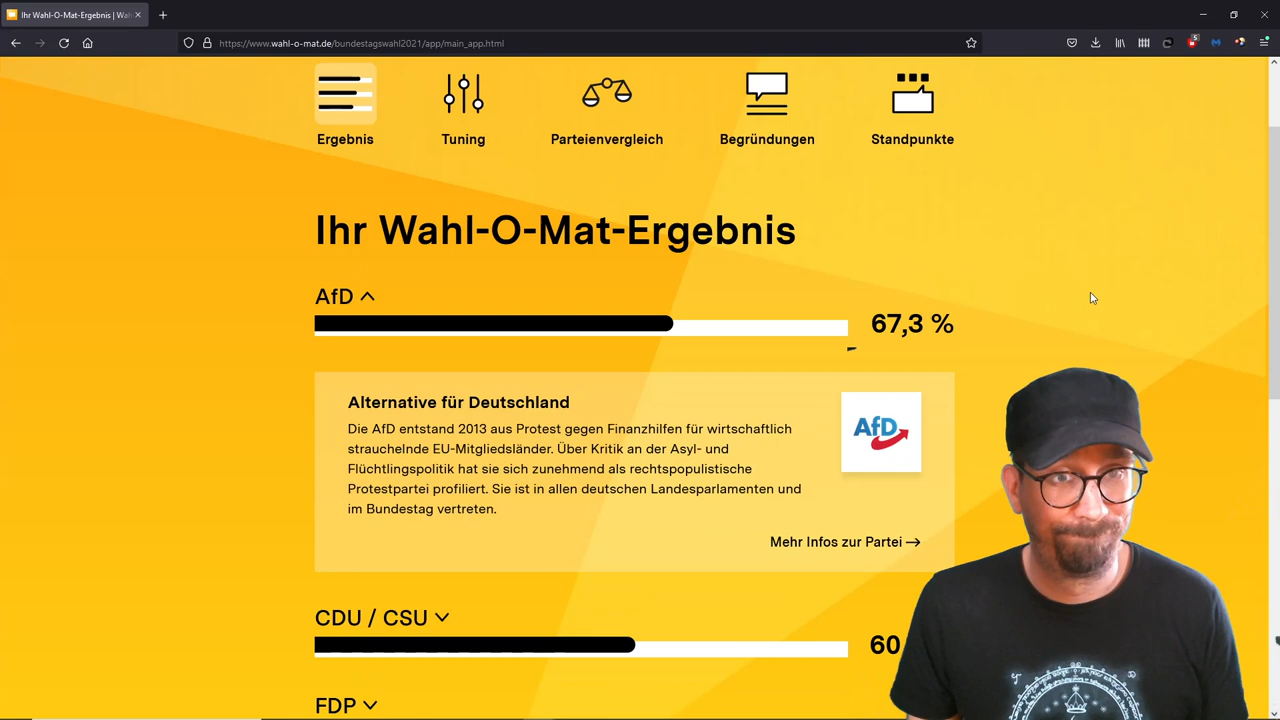 Ihr Wahl-O-Mat-Ergebnis | Wah
https://www.wahl-o-mat.de/bundestagswahl2021/app/main_app.html
5
Ergebnis
Tuning
Parteienvergleich
Begründungen
Standpunkte
Ihr Wahl-O-Mat-Ergebnis
AfD
67,3 %
Alternative für Deutschland
Die AfD entstand 2013 aus Protest gegen Finanzhilfen für wirtschaftlich
strauchelnde EU-Mitgliedsländer. Über Kritik an der Asyl- und
Flüchtlingspolitik hat sie sich zunehmend als rechtspopulistische
Protestpartei profiliert. Sie ist in allen deutschen Landesparlamenten und
im Bundestag vertreten.
AfD
Mehr Infos zur Partei
CDU / CSU
60
FDP